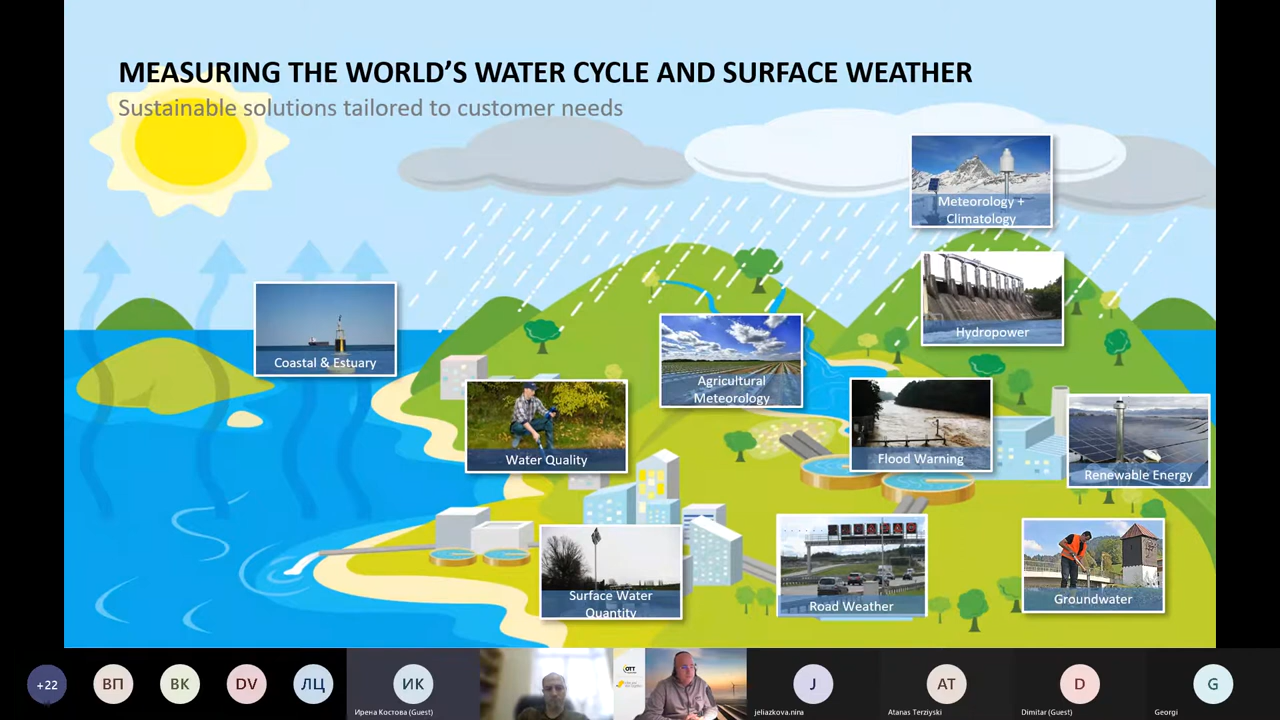 MEASURING THE WORLD’S WATER CYCLE AND SURFACE WEATHER
Sustainable solutions tailored to customer needs
Meteorology +
Climatology
Hydropower
Coastal & Estuary
Agricultural
Meteorology
Water Quality
Flood Warning
Renewable Energy
Surface Water
Quantity
Road Weather
Groundwater
+22
ВП
ВК
DV
ЛЦ
ИК
Ирена Костова (Guest)
OTT
J
jeliazkova.nina
AT
Atanas Terziyski
D
Dimitar (Guest)
G
Georgi